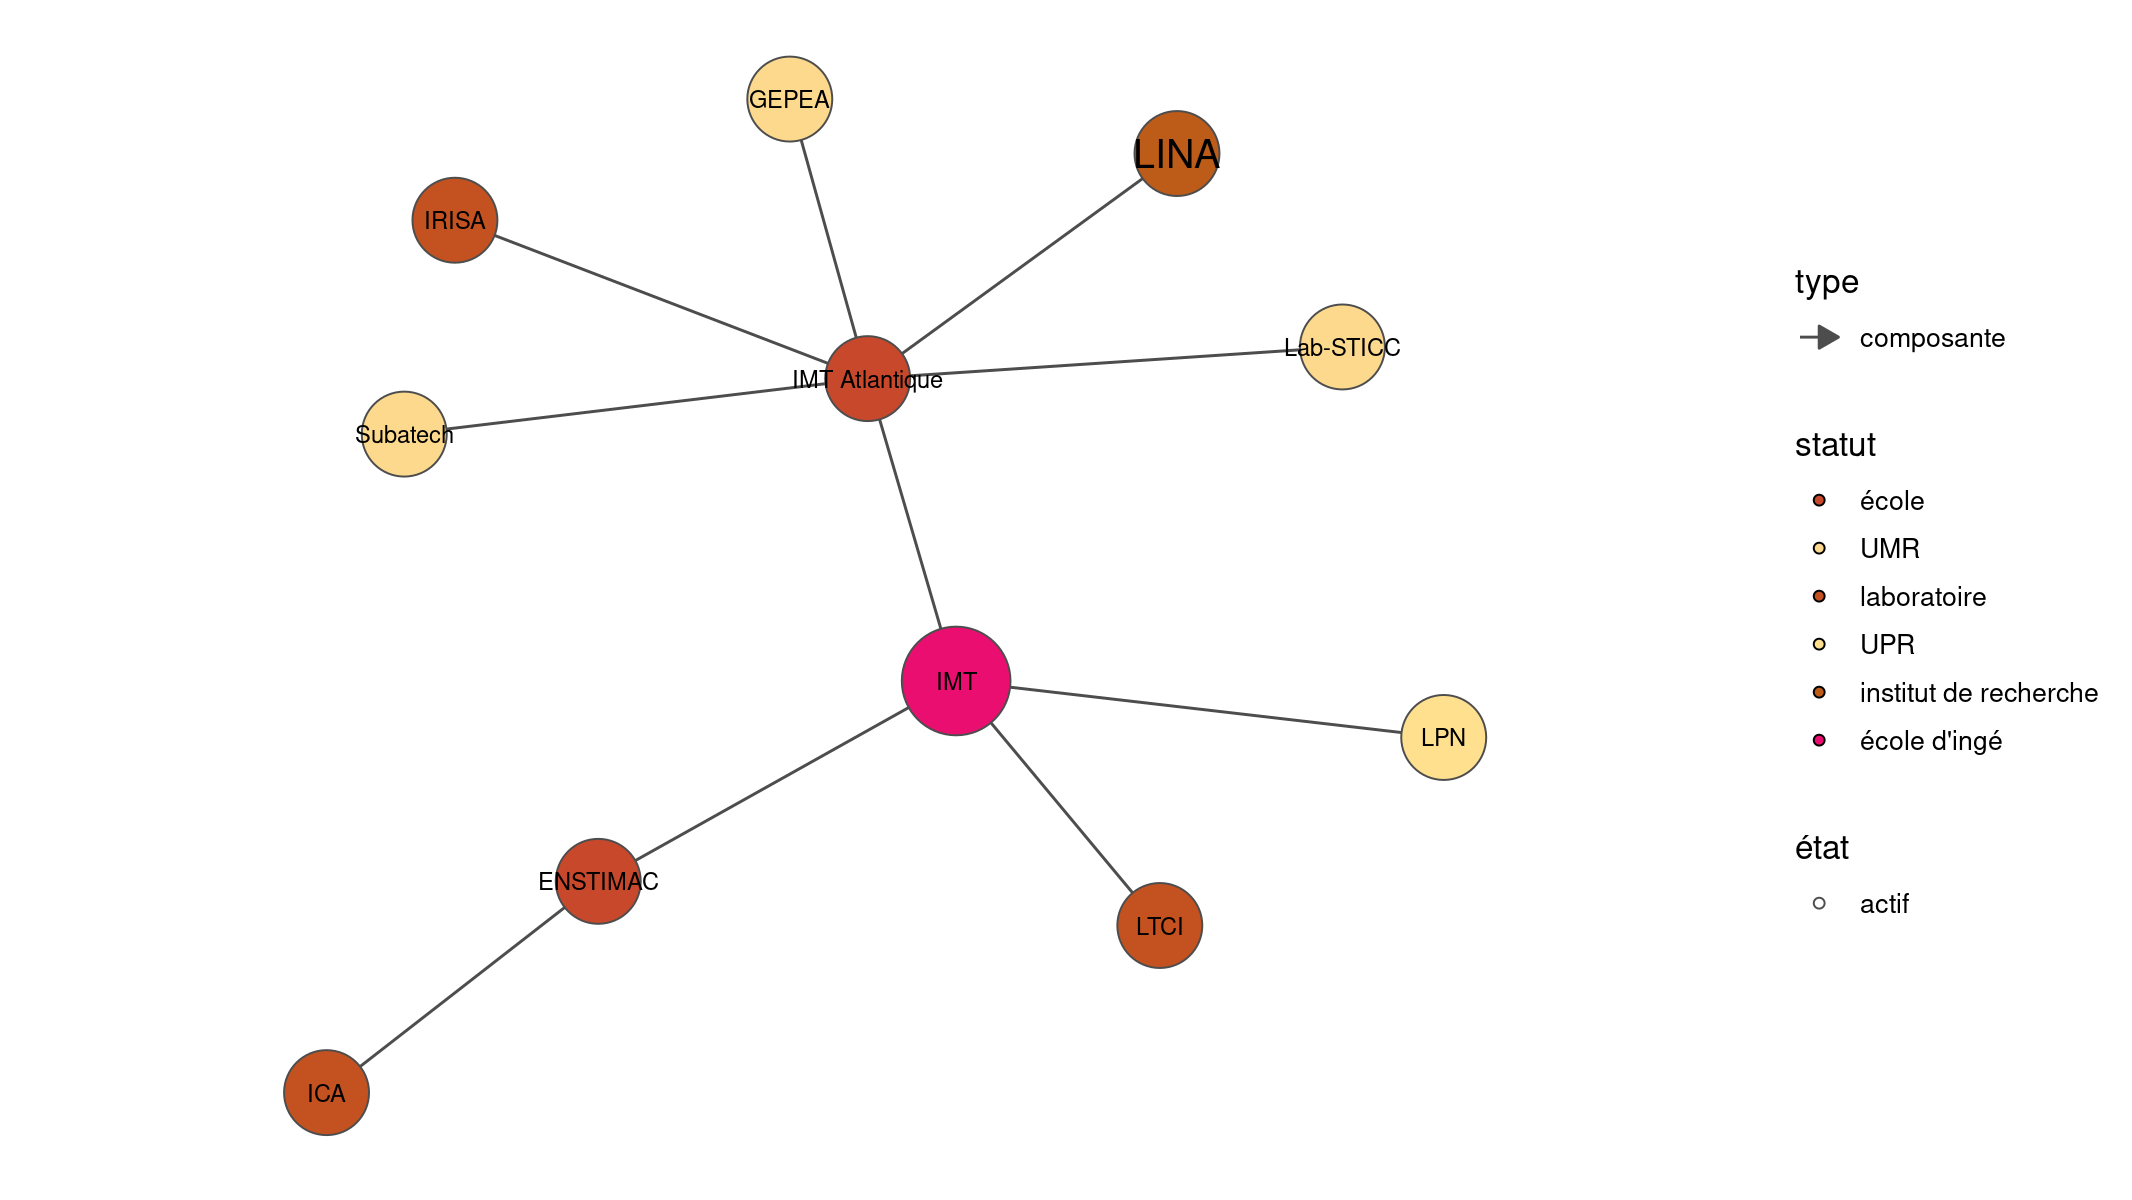 GEPEA
LINA
IRISA
Lab-STICC
IMT Atlantique
Subatech
IMT
LPN
ENSTIMAC
LTCI
ICA
type
composante
statut
école
UMR
laboratoire
UPR
institut de recherche
école d'ingé
état
actif